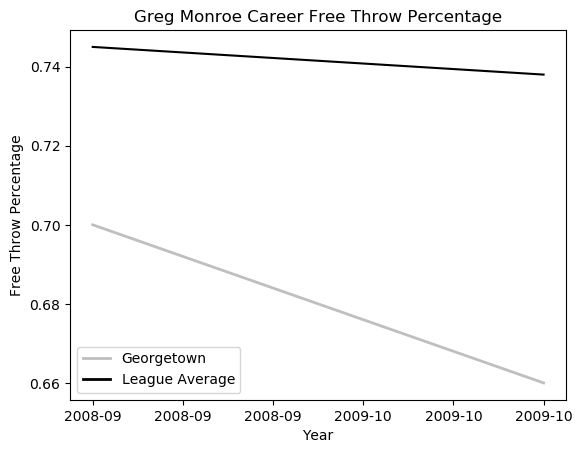 Greg Monroe Career Free Throw Percentage
Free Throw Percentage
0.74
0.72
0.70
0.68
0.66
Georgetown
League Average
2008-09 2008-09 2008-09 2009-10 2009-10 2009-10
Year